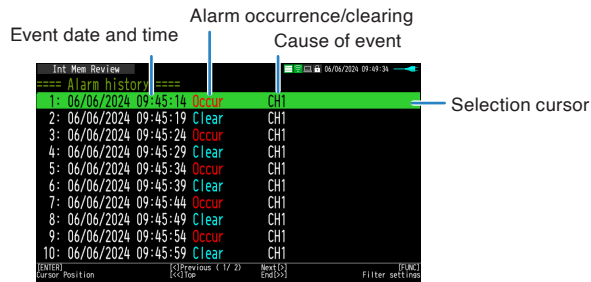 Alarm occurrence/clearing
Event date and time
Cause of event
Int Mem Review 06/06/2024 09:49:34
==== Alarm history ====
1: 06/06/2024 09:45:14 Occur CH1
Selection cursor
2: 06/06/2024 09:45:19 Clear CH1
3: 06/06/2024 09:45:24 Occur CH1
4: 06/06/2024 09:45:29 Clear CH1
5: 06/06/2024 09:45:34 Occur CH1
6: 06/06/2024 09:45:39 Clear CH1
7: 06/06/2024 09:45:44 Occur CH1
8: 06/06/2024 09:45:49 Clear CH1
9: 06/06/2024 09:45:54 Occur CH1
10: 06/06/2024 09:45:59 Clear CH1
[ENTER] [<]Previous ( 1/ 2) Next[>] [FUNC]
Cursor Position [<<]Top End[>>] Filter settings